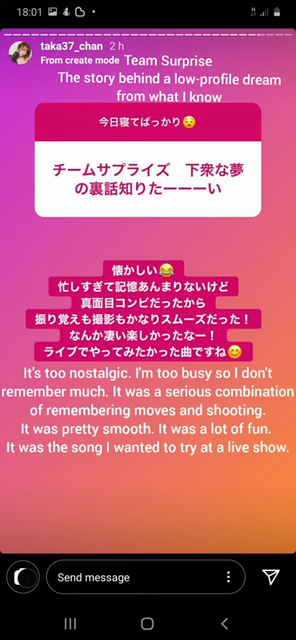 18:01
taka37_chan 2 h
From create mode
Team Surprise
The story behind a low-profile dream
from what I know
今日寝てばっかり😣
チームサプライズ　下衆な夢
の裏話知りたーーーい
懐かしい😂
忙しすぎて記憶あんまりないけど
真面目コンビだったから
振り覚えも撮影もかなりスムーズだった！
なんか凄い楽しかったなー！
ライブでやってみたかった曲ですね😊
It's too nostalgic. I'm too busy so I don't
remember much. It was a serious combination
of remembering moves and shooting.
It was pretty smooth. It was a lot of fun.
It was the song I wanted to try at a live show.
Send message